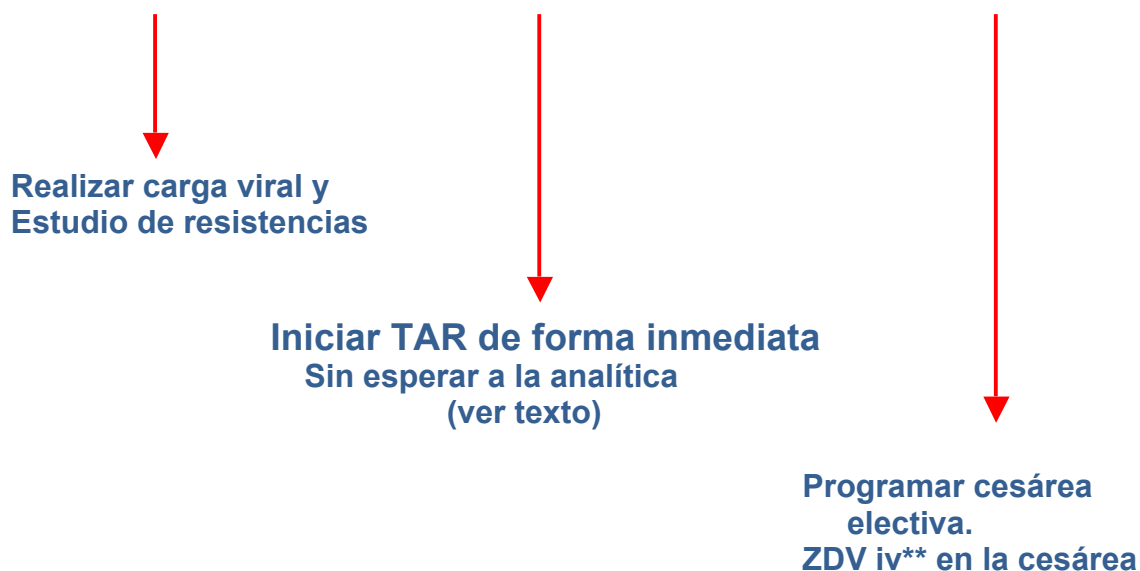 Realizar carga viral y
Estudio de resistencias
Iniciar TAR de forma inmediata
Sin esperar a la analítica
(ver texto)
Programar cesárea
electiva.
ZDV iv** en la cesárea